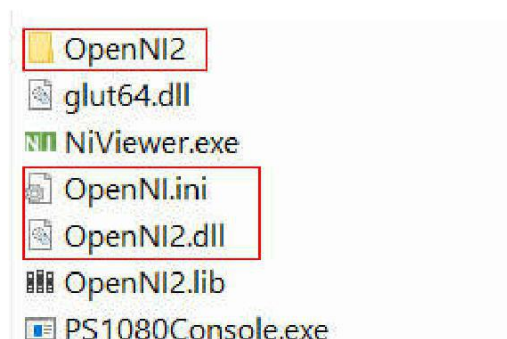 OpenNI2
glut64.dll
NiViewer.exe
OpenNI.ini
OpenNI2.dll
OpenNI2.lib
PS1080Console.exe